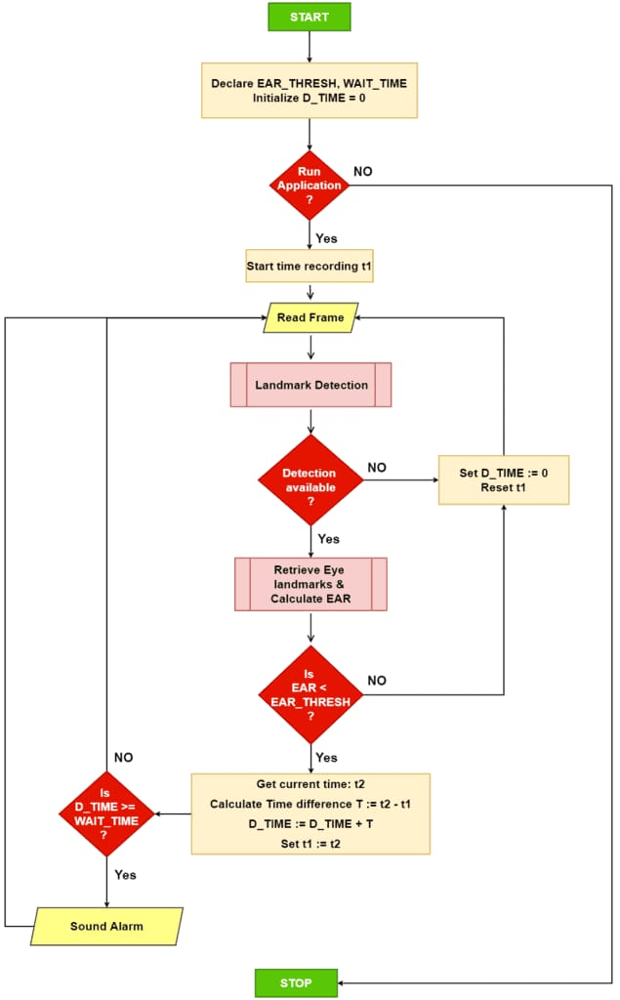 START
Declare EAR_THRESH, WAIT_TIME
Initialize D_TIME = 0
Run
Application
?
NO
Yes
Start time recording t1
Read Frame
Landmark Detection
Detection
available
?
NO
Set D_TIME := 0
Reset t1
Yes
Retrieve Eye
landmarks &
Calculate EAR
Is
EAR <
EAR_THRESH
?
NO
Yes
Get current time: t2
Calculate Time difference T := t2 - t1
D_TIME := D_TIME + T
Set t1 := t2
NO
Is
D_TIME >=
WAIT_TIME
?
Yes
Sound Alarm
STOP